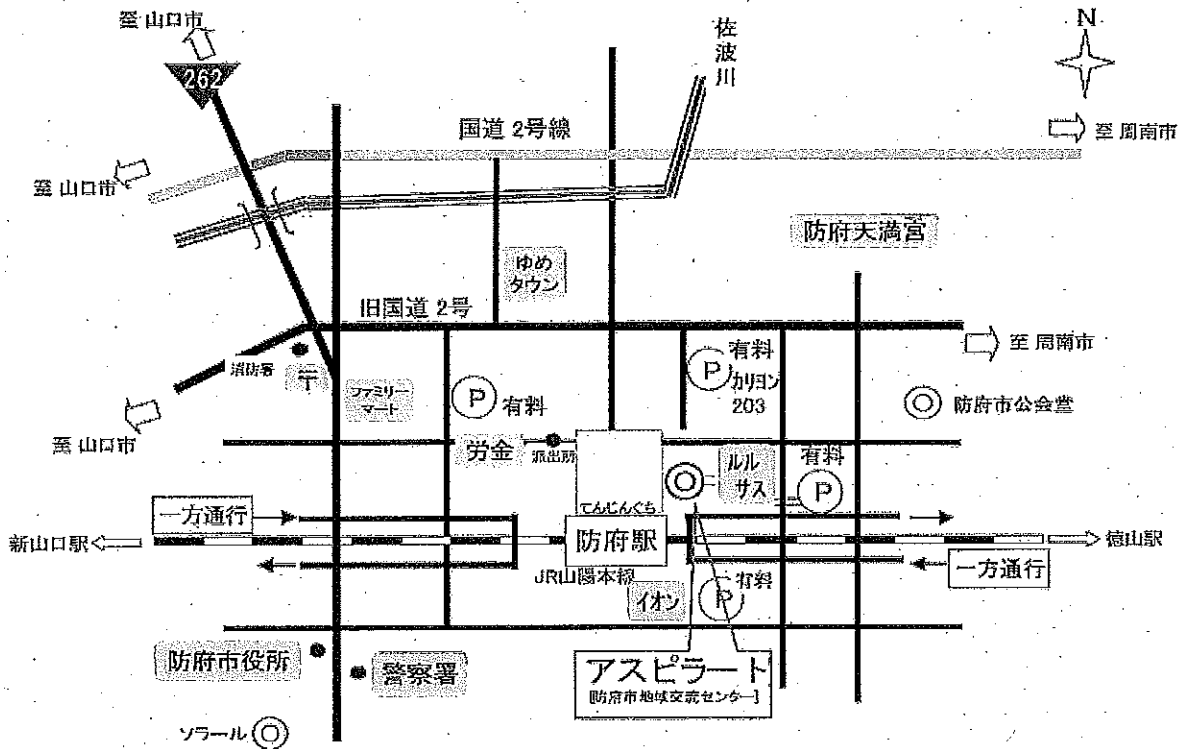 至 山口市
262
佐
波
川
N
国道 2号線
至 周南市
至 山口市
防府天満宮
ゆめ
タウン
旧国道 2号
至 周南市
消防署
〒
ファミリー
マート
P 有料
有料
P カリヨン
203
防府市公会堂
至 山口市
労金
派出所
ルル
サス
有料
P
一方通行
てんじんぐち
新山口駅
防府駅
徳山駅
JR山陽本線
イオン
有料
P
一方通行
防府市役所
警察署
アスピラート
[防府市地域交流センター]
ソラール